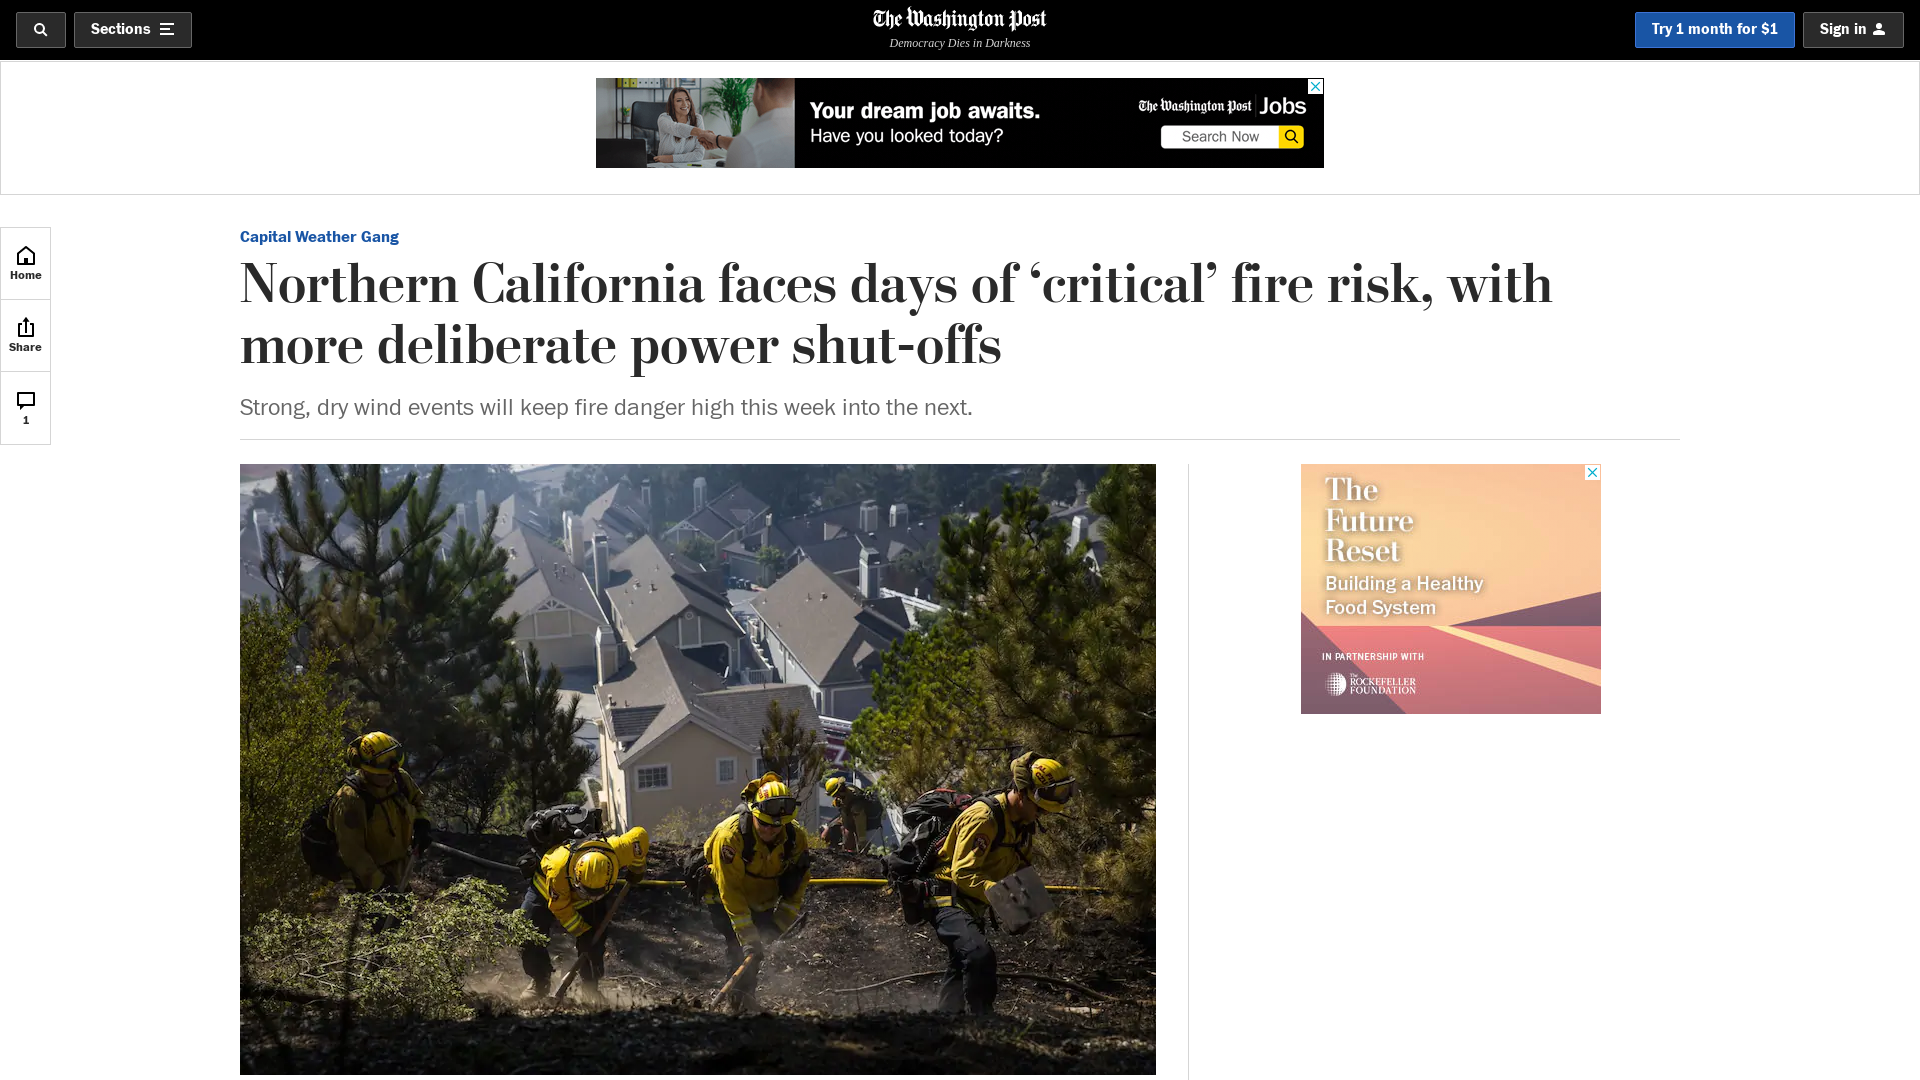 Sections
The Washington Post
Democracy Dies in Darkness
Try 1 month for $1
Sign in
Your dream job awaits.
Have you looked today?
The Washington Post Jobs
Search Now
Capital Weather Gang
Northern California faces days of ‘critical’ fire risk, with
more deliberate power shut-offs
Strong, dry wind events will keep fire danger high this week into the next.
Home
Share
1
The
Future
Reset
Building a Healthy
Food System
IN PARTNERSHIP WITH
The
ROCKEFELLER
FOUNDATION